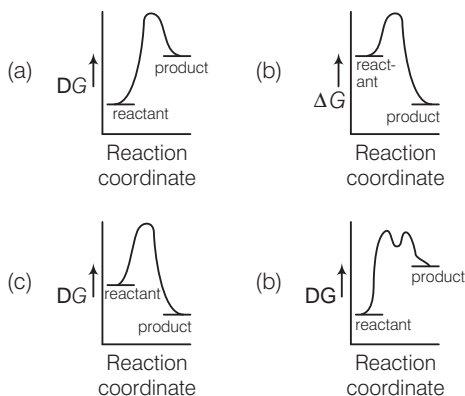 (a)
DG
reactant
product
Reaction
coordinate
(b)
ΔG
react-
ant
product
Reaction
coordinate
(c)
DG
reactant
product
Reaction
coordinate
(b)
DG
reactant
product
Reaction
coordinate